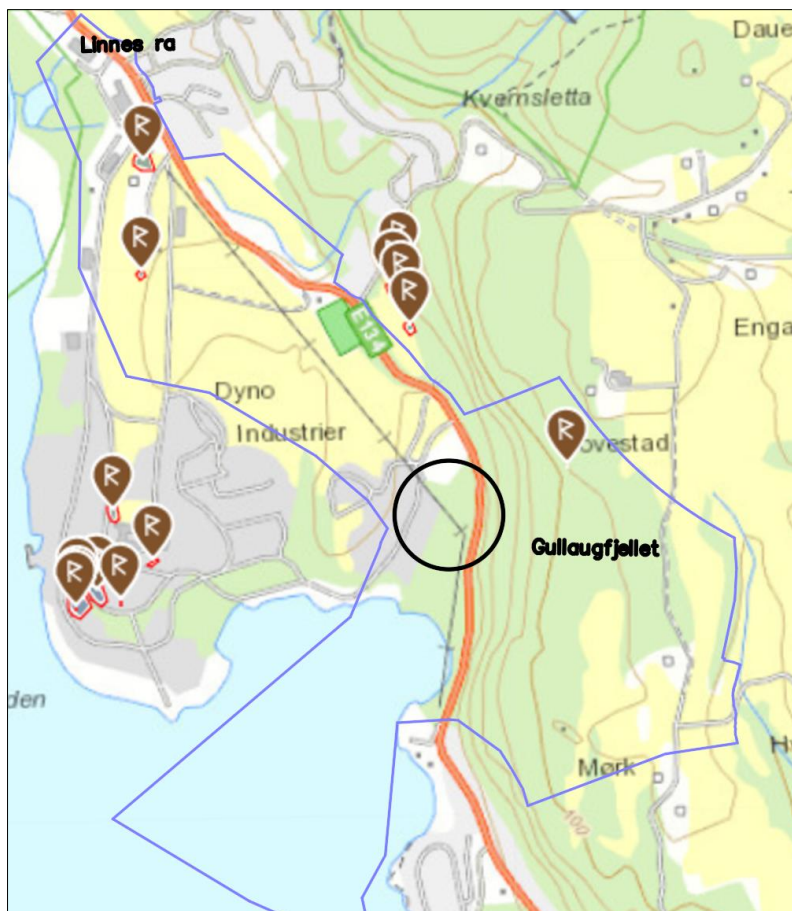 Linnes ra
Daue
Kvernsletta
E134
Enga
Dyno
Industrier
ovestad
Gullaugfjellet
den
Mørk
100